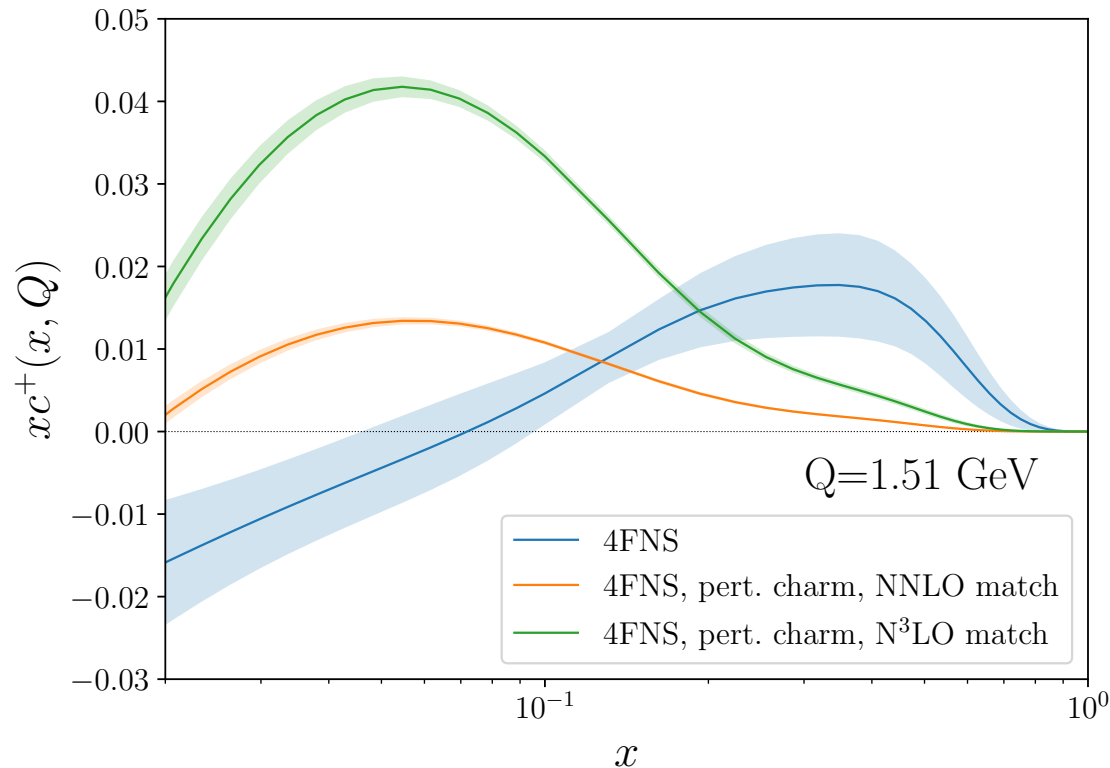 0.05
0.04
0.03
0.02
0.01
0.00
−0.01
−0.02
−0.03
xc⁺(x, Q)
Q=1.51 GeV
4FNS
4FNS, pert. charm, NNLO match
4FNS, pert. charm, N³LO match
10⁻¹
10⁰
x